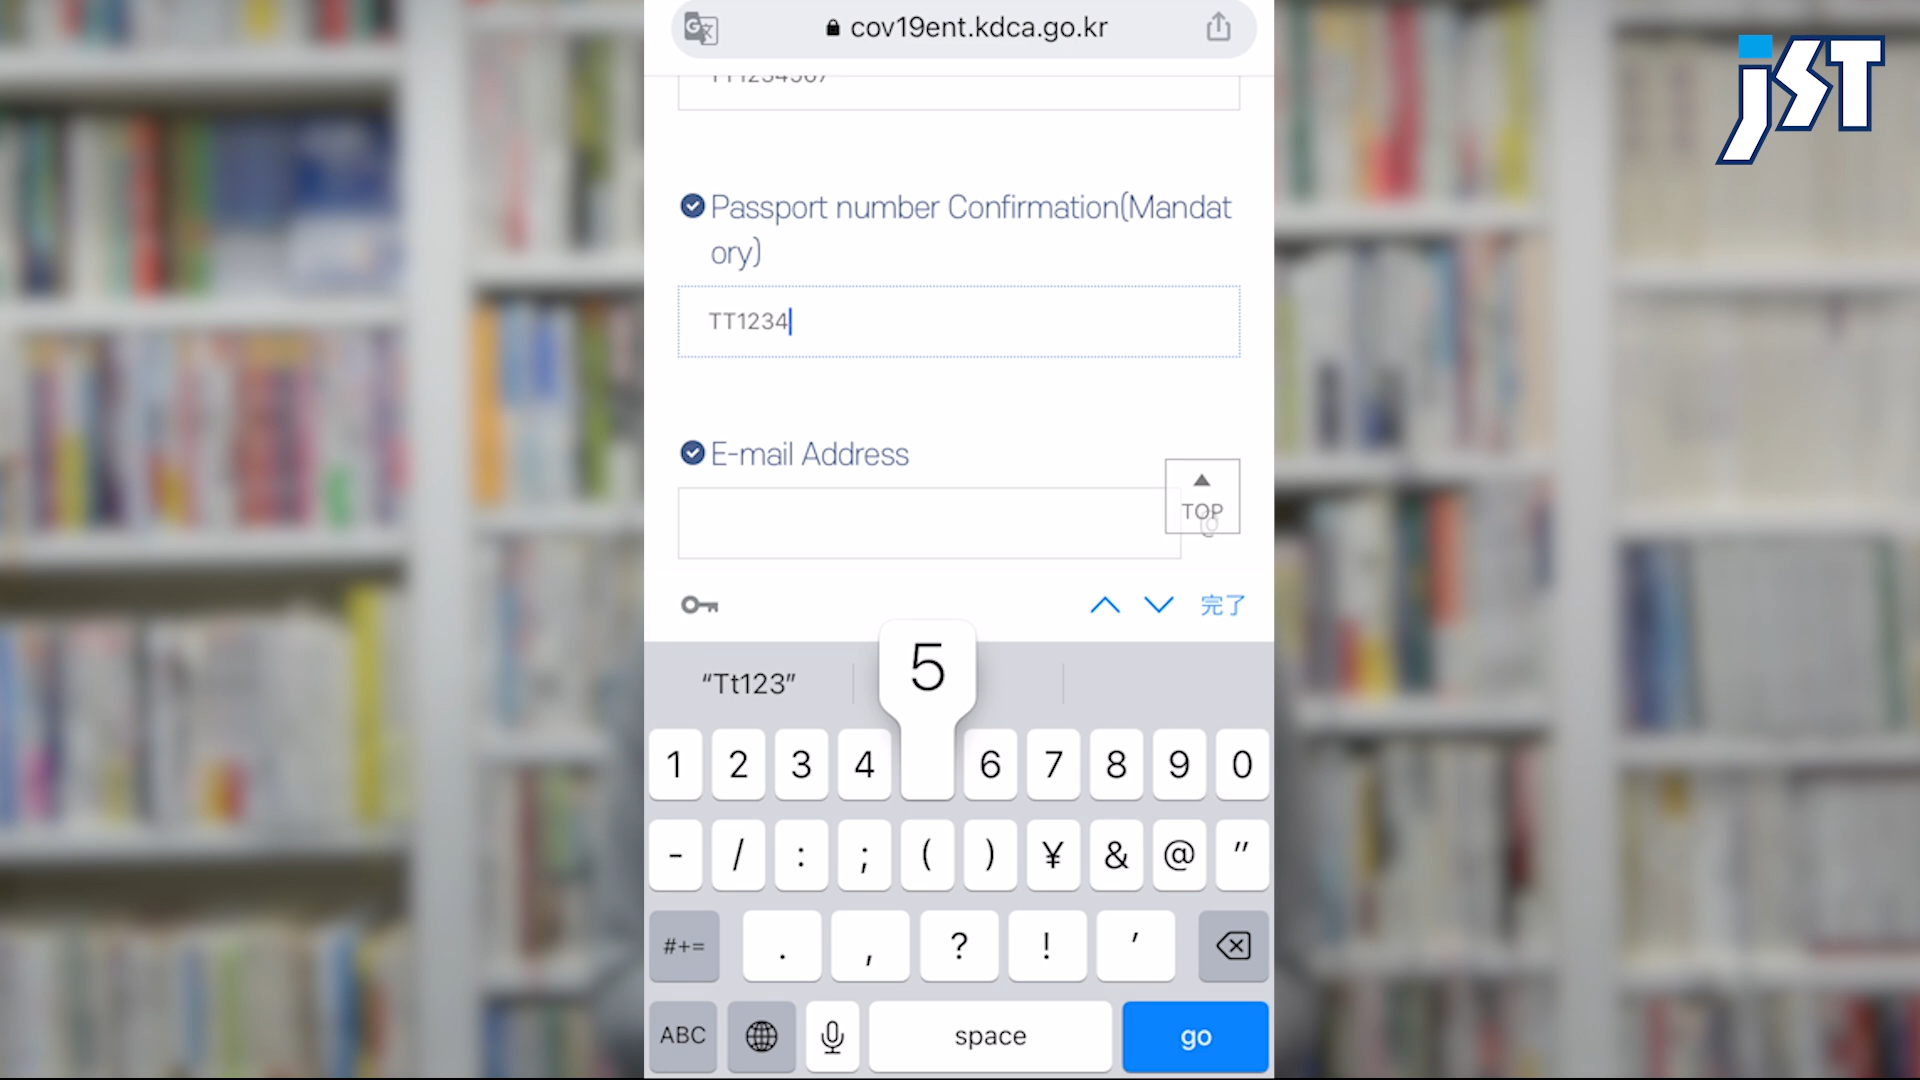 cov19ent.kdca.go.kr
JST
TT1234567
Passport number Confirmation(Mandat
ory)
TT1234
E-mail Address
TOP
@
完了
“Tt123”
5
1 2 3 4 6 7 8 9 0
- / : ; ( ) ¥ & @ "
#+= . , ? ! ’
ABC space go